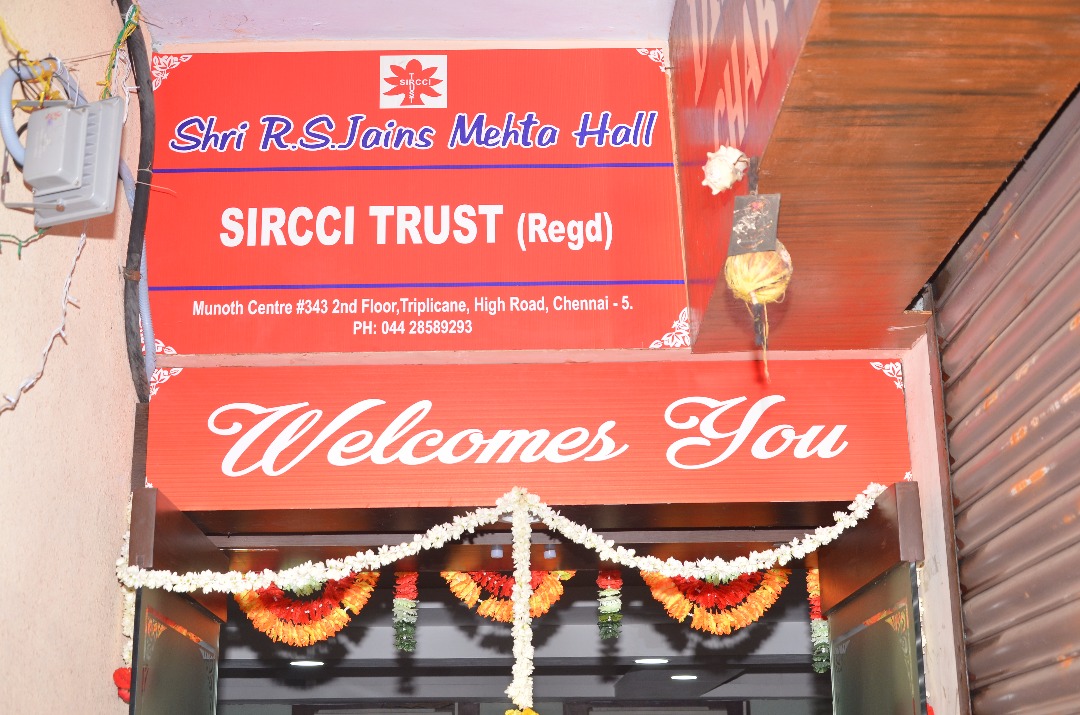 SIRCCI
TRUST
Shri R.S.Jains Mehta Hall
SIRCCI TRUST (Regd)
Munoth Centre #343 2nd Floor,Triplicane, High Road, Chennai - 5.
PH: 044 28589293
Welcomes You